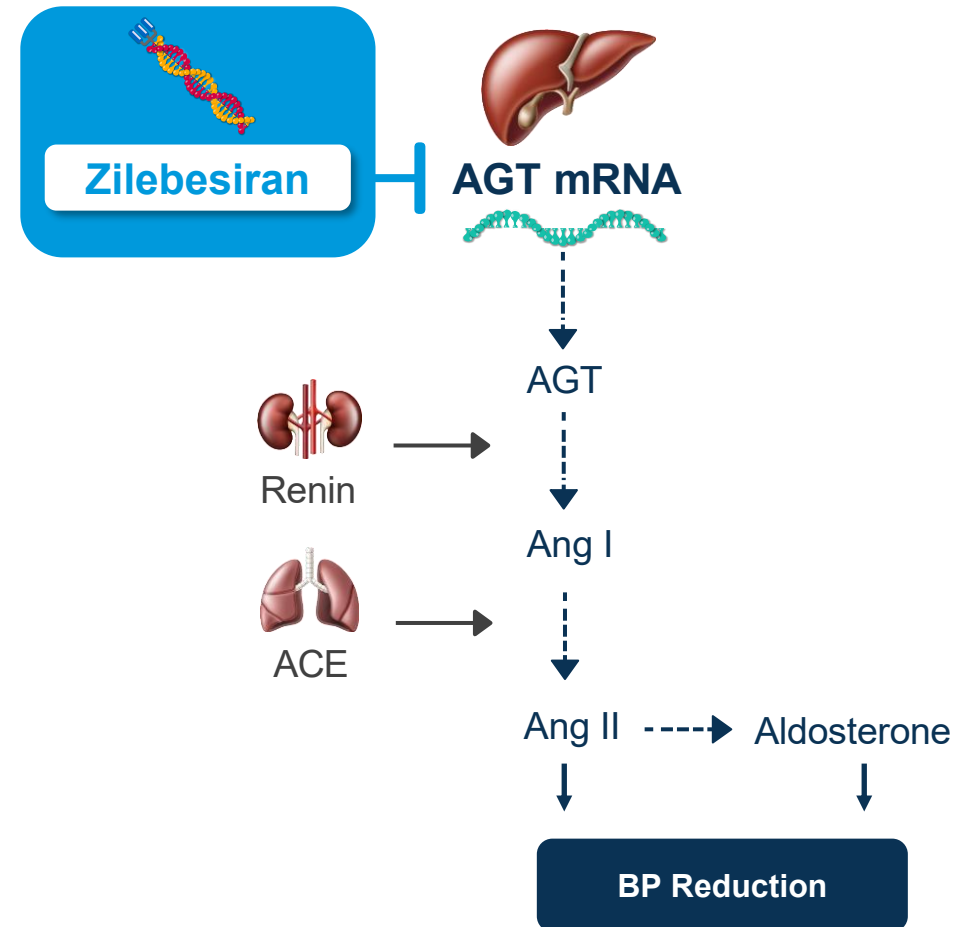 Zilebesiran
AGT mRNA
AGT
Renin
Ang I
ACE
Ang II
Aldosterone
BP Reduction